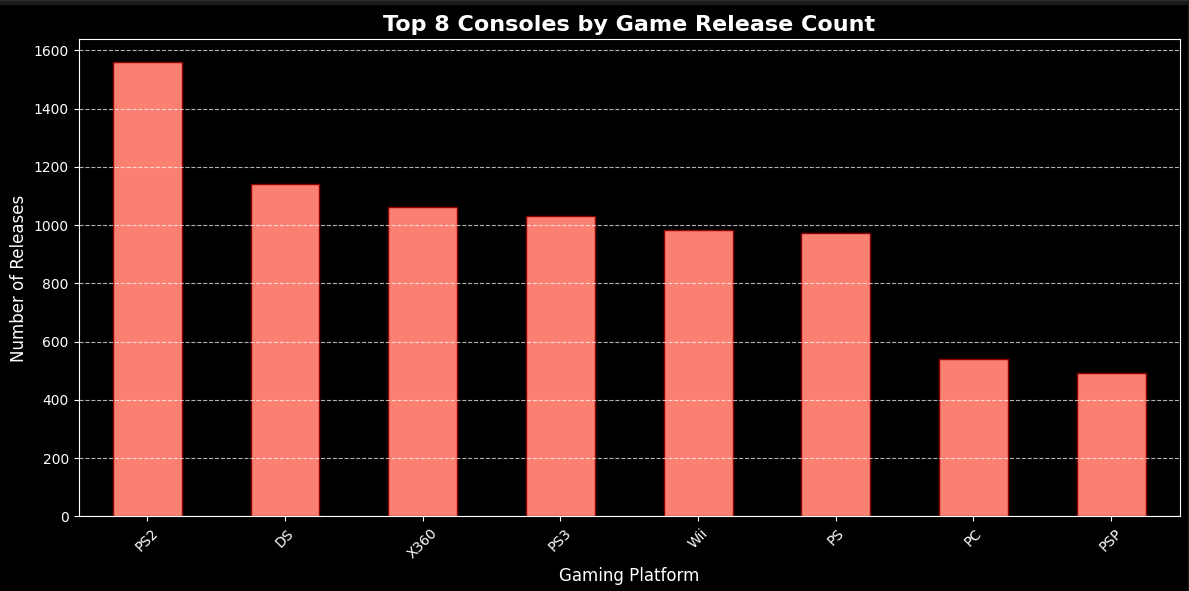 Top 8 Consoles by Game Release Count
Number of Releases
1600
1400
1200
1000
800
600
400
200
0
PS2
DS
X360
PS3
Wii
PS
PC
PSP
Gaming Platform